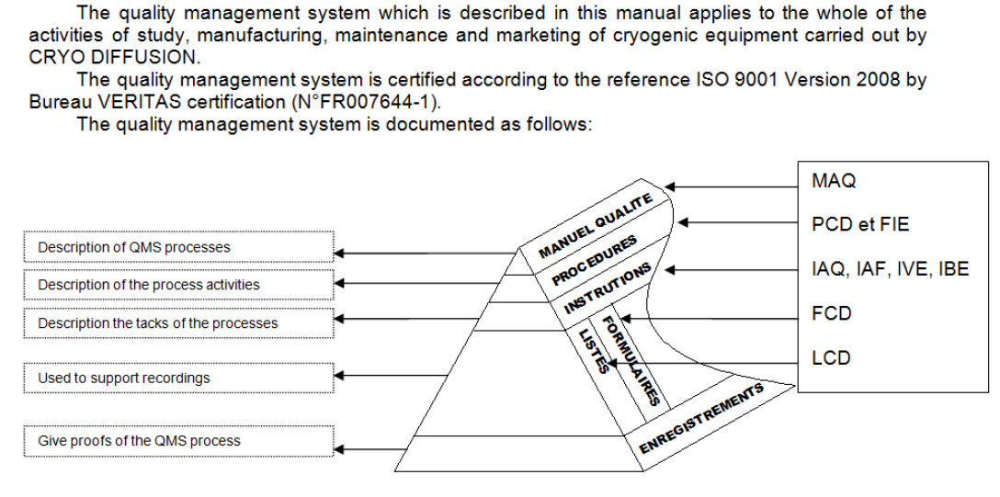 The quality management system which is described in this manual applies to the whole of the
activities of study, manufacturing, maintenance and marketing of cryogenic equipment carried out by
CRYO DIFFUSION.
The quality management system is certified according to the reference ISO 9001 Version 2008 by
Bureau VERITAS certification (N°FR007644-1).
The quality management system is documented as follows:
Description of QMS processes
Description of the process activities
Description the tacks of the processes
Used to support recordings
Give proofs of the QMS process
MANUEL QUALITE
PROCEDURES
INSTRUTIONS
LISTES
FORMULAIRES
ENREGISTREMENTS
MAQ
PCD et FIE
IAQ, IAF, IVE, IBE
FCD
LCD